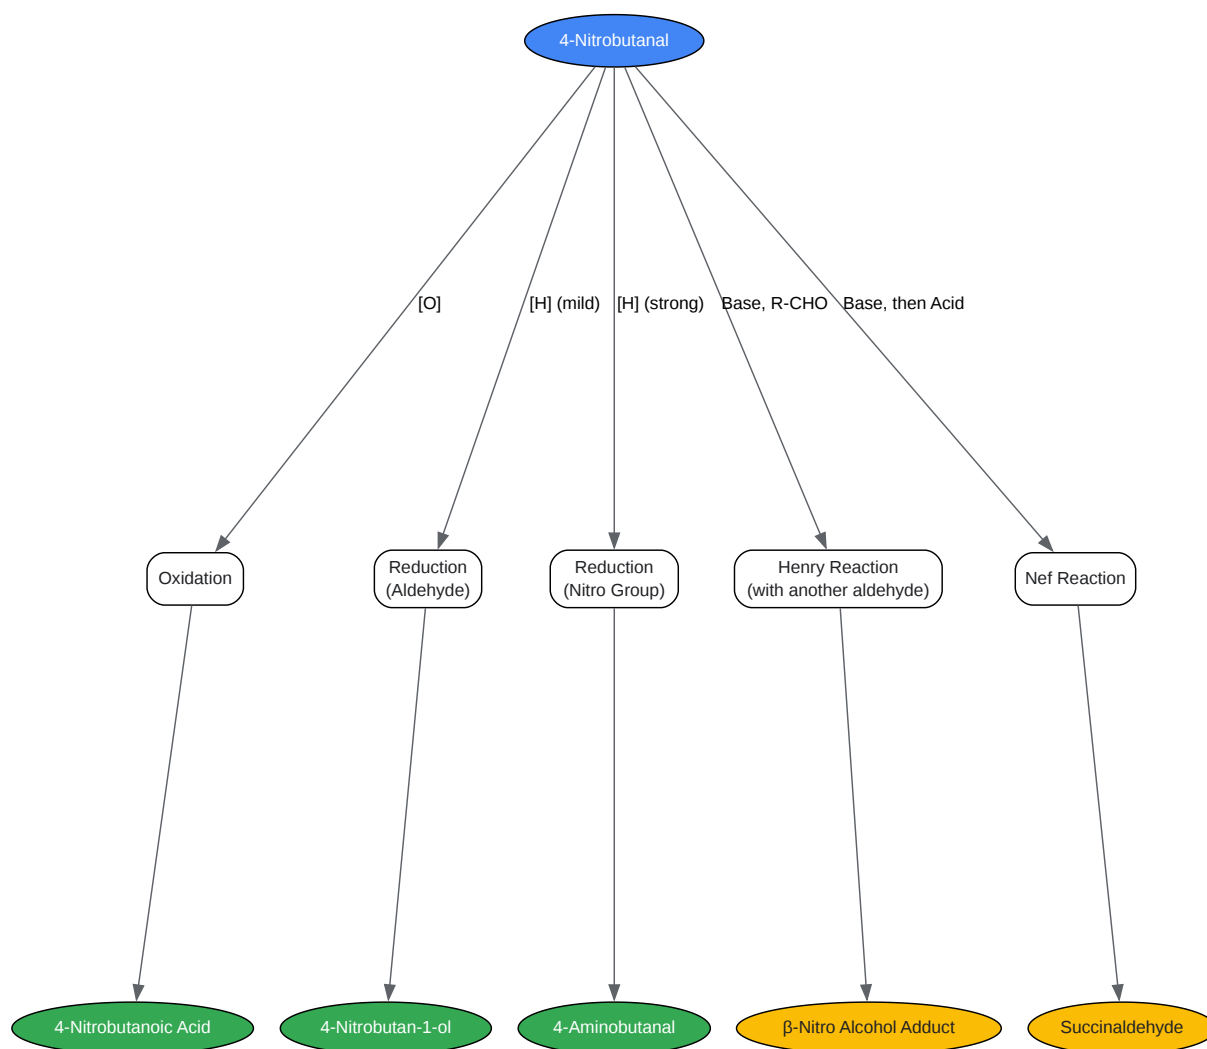 4-Nitrobutanal
[O]
[H] (mild)
[H] (strong)
Base, R-CHO
Base, then Acid
Oxidation
Reduction
(Aldehyde)
Reduction
(Nitro Group)
Henry Reaction
(with another aldehyde)
Nef Reaction
4-Nitrobutanoic Acid
4-Nitrobutan-1-ol
4-Aminobutanal
β-Nitro Alcohol Adduct
Succinaldehyde